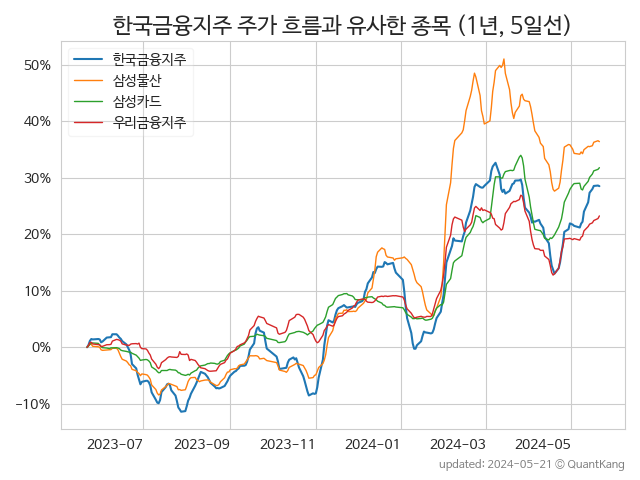 한국금융지주 주가 흐름과 유사한 종목 (1년, 5일선)
한국금융지주
삼성물산
삼성카드
우리금융지주
50%
40%
30%
20%
10%
0%
−10%
2023-07
2023-09
2023-11
2024-01
2024-03
2024-05
updated: 2024-05-21 © QuantKang